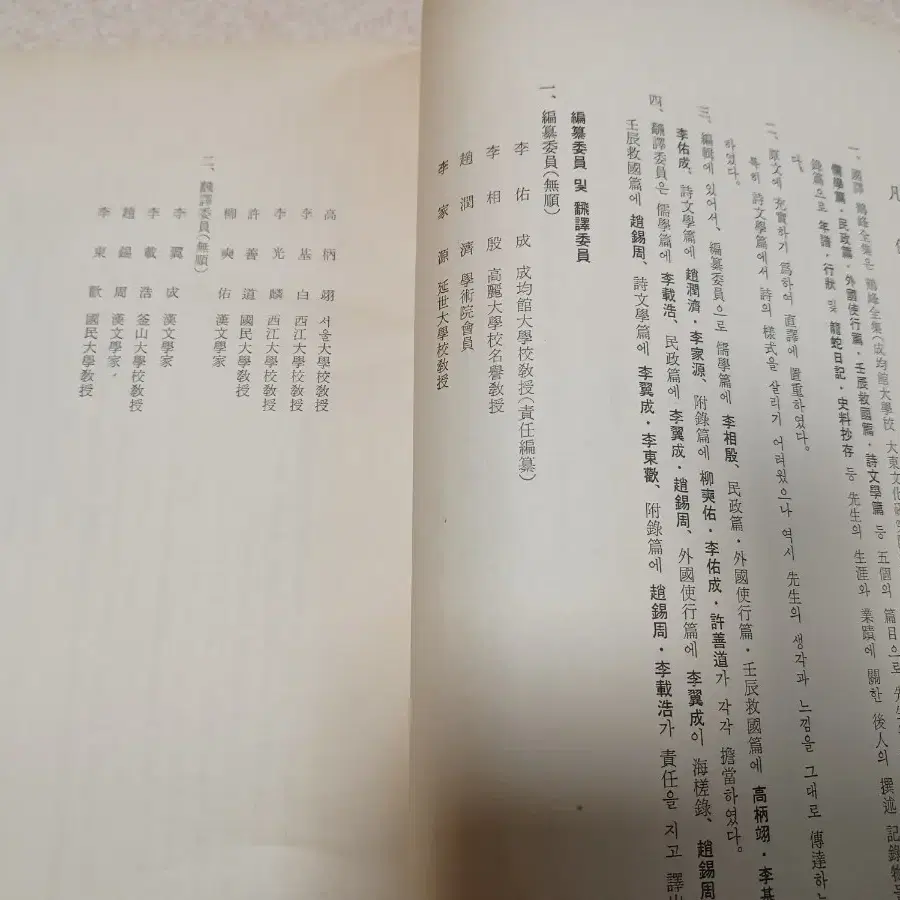 凡
一、國譯 鶴峰全集은 鶴峰全集(成均館大學校 大東文化硏究
儒學篇・民政篇・外國使行篇・壬辰救國篇・詩文學篇 등 五個의 篇目으로 先生
錄篇으로 年譜・行狀 및 龍蛇日記・史料抄存 등 先生의 生涯와 業蹟에 關한 後人의 撰述 記錄物
다。
二、原文에 充實하기 爲하여 直譯에 置重하였다。
특히 詩文學篇에서 詩의 樣式을 살리기 어려웠으나 역시 先生의 생각과 느낌을 그대로 傳達하
하였다。
三、編輯에 있어서、編纂委員으로 儒學篇에 李相殷、民政篇・外國使行篇・壬辰救國篇에 高柄翊・李基
李佑成、詩文學篇에 趙潤濟・李家源、附錄篇에 柳奭佑・李佑成・許善道가 각각 擔當하였다。
四、飜譯委員은 儒學篇에 李載浩、民政篇에 李翼成・趙錫周、外國使行篇에 李翼成이 海槎錄、趙錫周
壬辰救國篇에 趙錫周、詩文學篇에 李翼成・李東歡、附錄篇에 趙錫周・李載浩가 責任을 지고 譯出
編纂委員 및 飜譯委員
一、編纂委員(無順)
李佑成 成均館大學校敎授(責任編纂)
李相殷 高麗大學校名譽敎授
趙潤濟 學術院會員
李家源 延世大學校敎授
高柄翊 서울大學校敎授
李基白 西江大學校敎授
李光麟 西江大學校敎授
許善道 國民大學敎授
柳奭佑 漢文學家
二、飜譯委員(無順)
李翼成 漢文學家
李載浩 釜山大學校敎授
趙錫周 漢文學家
李東歡 國民大學敎授